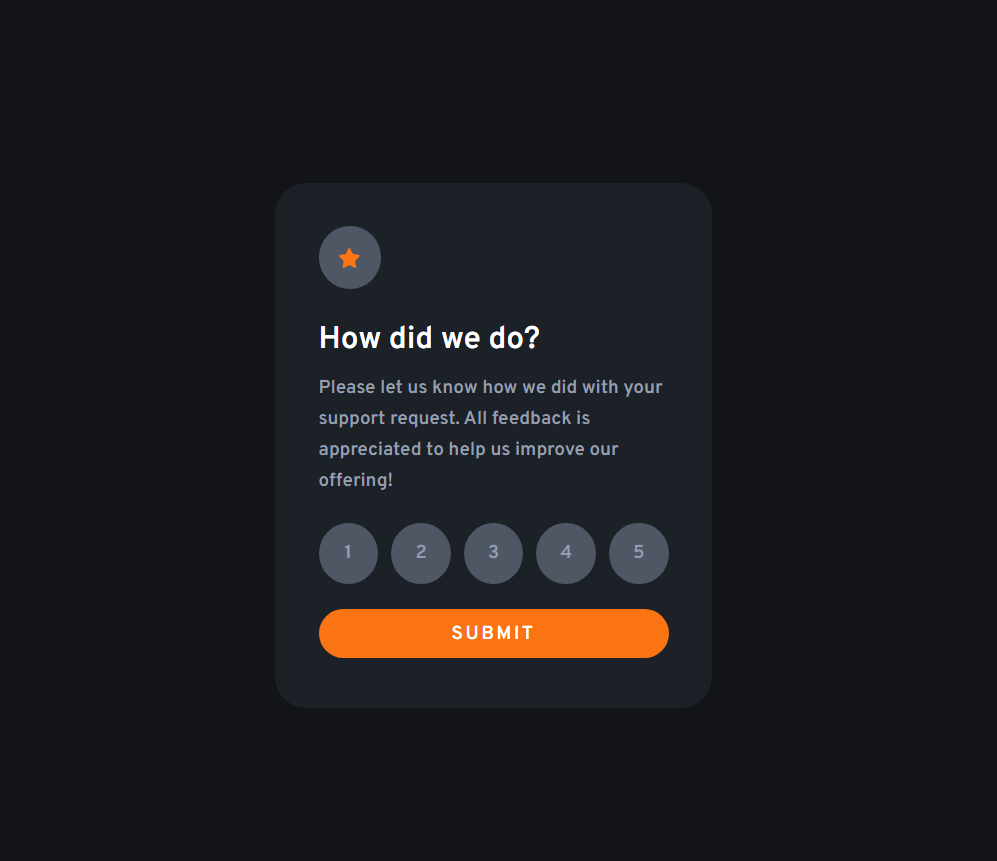 How did we do?
Please let us know how we did with your
support request. All feedback is
appreciated to help us improve our
offering!
1 2 3 4 5
SUBMIT